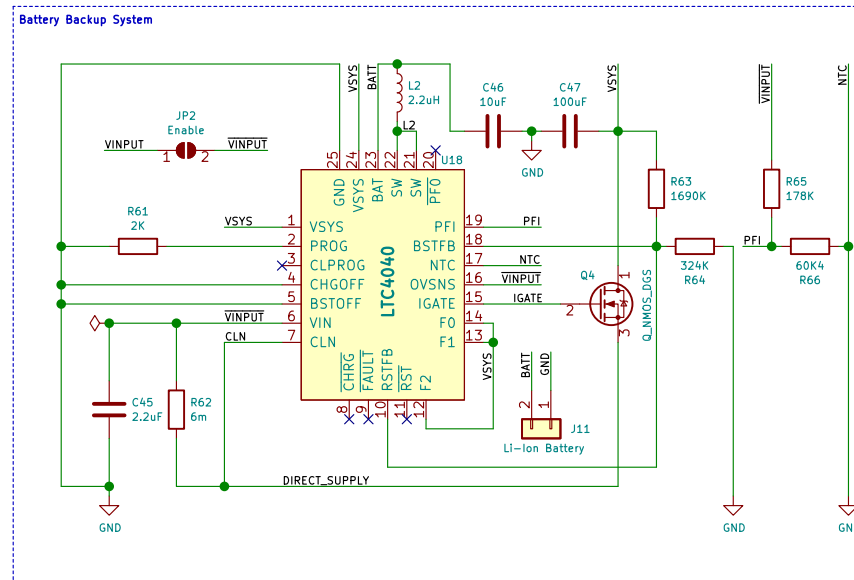 Battery Backup System
VSYS
BATT
L2
2.2uH
L2
C46
10uF
C47
100uF
GND
VSYS
VINPUT
NTC
JP2
Enable
VINPUT
1
2
VINPUT
25
24
23
22
21
20
U18
GND
VSYS
BAT
SW
SW
PFO
R63
1690K
R65
178K
R61
2K
VSYS
1
VSYS
2
PROG
3
CLPROG
4
CHGOFF
5
BSTOFF
VINPUT
6
VIN
CLN
7
CLN
LTC4040
PFI
19
PFI
BSTFB
18
NTC
17
NTC
OVSNS
16
VINPUT
IGATE
15
IGATE
F0
14
F1
13
VSYS
324K
R64
PFI
60K4
R66
Q4
1
2
3
Q_NMOS_DGS
CHRG
FAULT
RSTFB
RST
F2
8
9
10
11
12
C45
2.2uF
R62
6m
BATT
GND
2
1
J11
Li-Ion Battery
DIRECT_SUPPLY
GND
GND
GN